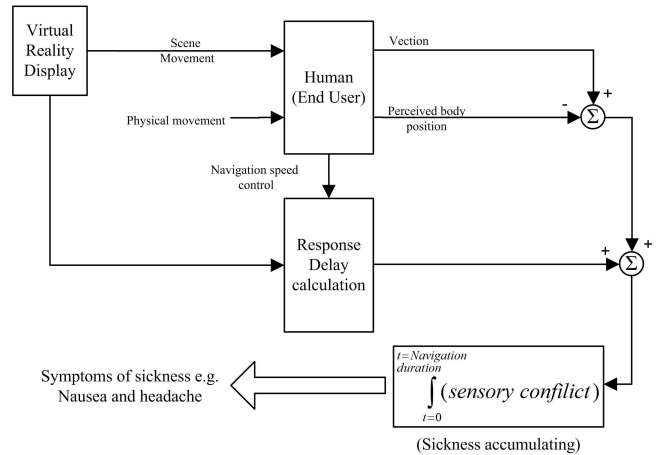 Virtual
Reality
Display
Scene
Movement
Vection
Human
(End User)
+
-
Σ
Physical movement
Perceived body
position
Navigation speed
control
Response
Delay
calculation
+
+
Σ
t=Navigation
duration
∫(sensory confilict)
t=0
Symptoms of sickness e.g.
Nausea and headache
(Sickness accumulating)